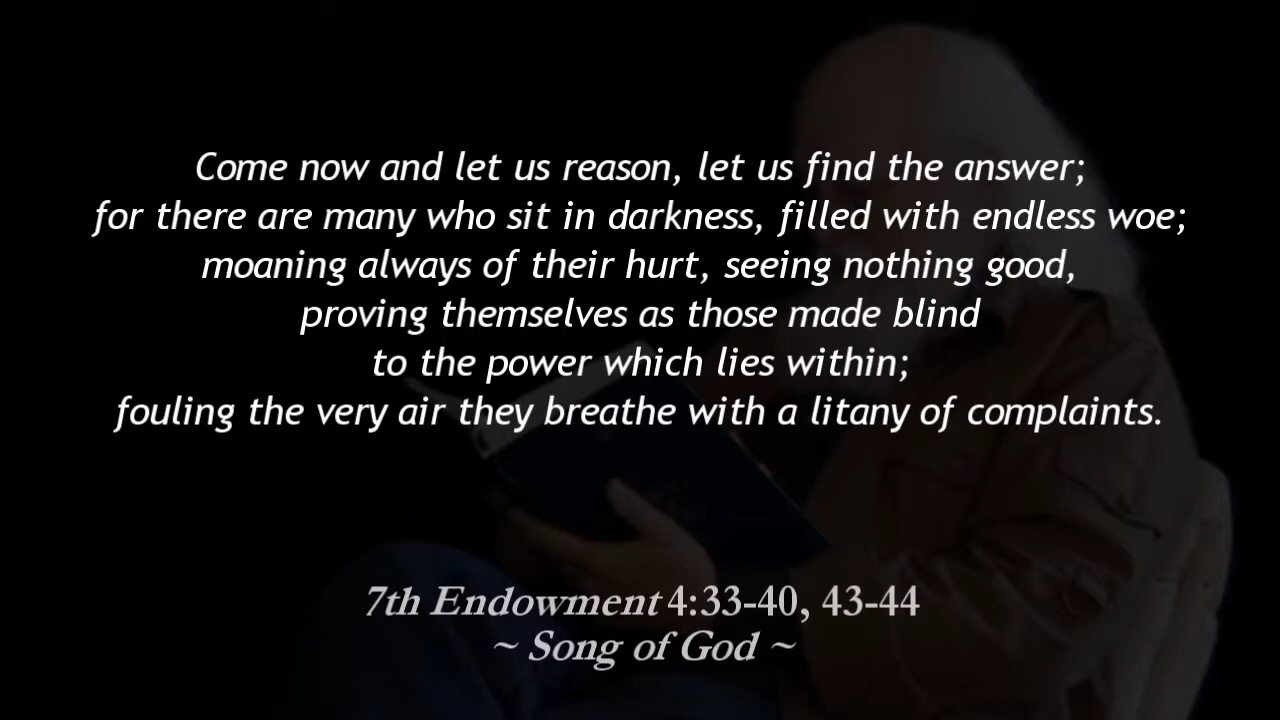 Come now and let us reason, let us find the answer;
for there are many who sit in darkness, filled with endless woe;
moaning always of their hurt, seeing nothing good,
proving themselves as those made blind
to the power which lies within;
fouling the very air they breathe with a litany of complaints.
7th Endowment 4:33-40, 43-44
~ Song of God ~